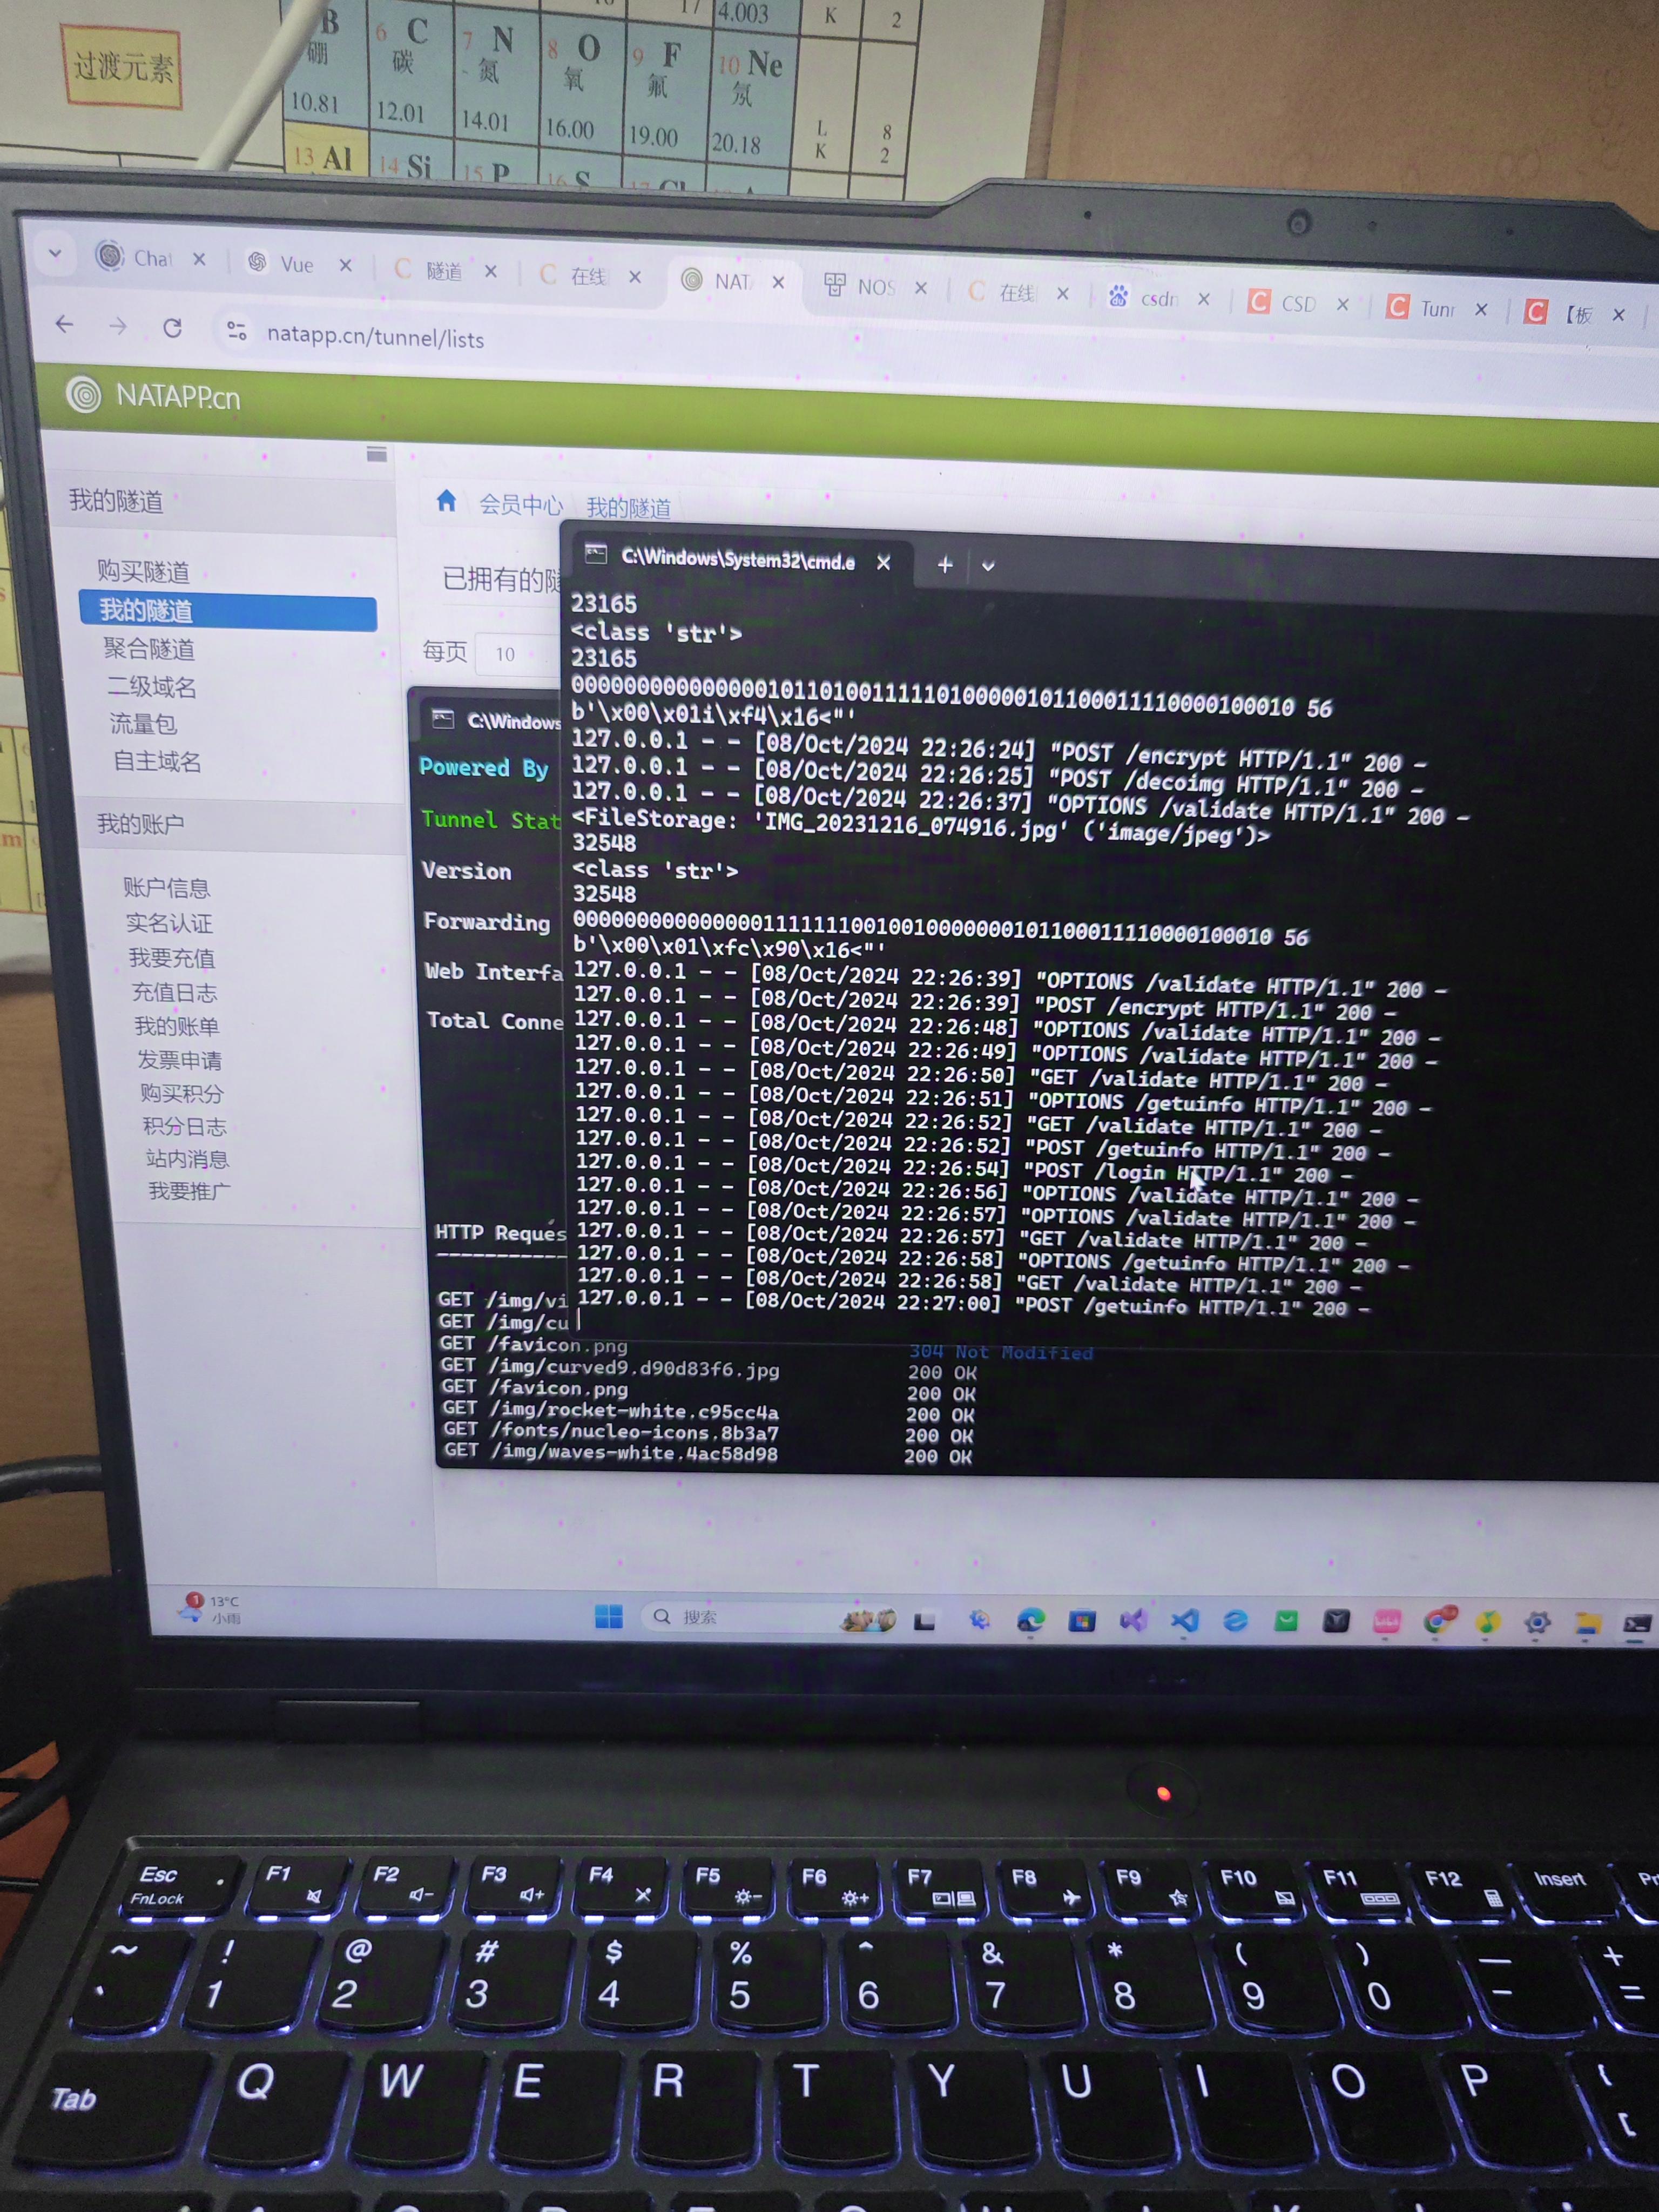 过渡元素
B 硼 10.81
6 C 碳 12.01
7 N 氮 14.01
8 O 氧 16.00
9 F 氟 19.00
10 Ne 氖 20.18
4.003 K 2
L 8
K 2
13 Al
14 Si
15 P
16 S
Chat
Vue
隧道
在线
NAT
NOS
在线
csdn
CSD
Tunr
【板
natapp.cn/tunnel/lists
NATAPP.cn
我的隧道
购买隧道
我的隧道
聚合隧道
二级域名
流量包
自主域名
我的账户
账户信息
实名认证
我要充值
充值日志
我的账单
发票申请
购买积分
积分日志
站内消息
我要推广
会员中心 我的隧道
已拥有的隧
每页 10
C:\Windows\System32\cmd.e
23165
<class 'str'>
23165
00000000000000010110100111110100000101100011110000100010 56
b'\x00\x01i\xf4\x16<"'
127.0.0.1 - - [08/Oct/2024 22:26:24] "POST /encrypt HTTP/1.1" 200 -
127.0.0.1 - - [08/Oct/2024 22:26:25] "POST /decoimg HTTP/1.1" 200 -
127.0.0.1 - - [08/Oct/2024 22:26:37] "OPTIONS /validate HTTP/1.1" 200 -
<FileStorage: 'IMG_20231216_074916.jpg' ('image/jpeg')>
32548
<class 'str'>
32548
00000000000000011111110010010000000101100011110000100010 56
b'\x00\x01\xfc\x90\x16<"'
127.0.0.1 - - [08/Oct/2024 22:26:39] "OPTIONS /validate HTTP/1.1" 200 -
127.0.0.1 - - [08/Oct/2024 22:26:39] "POST /encrypt HTTP/1.1" 200 -
127.0.0.1 - - [08/Oct/2024 22:26:48] "OPTIONS /validate HTTP/1.1" 200 -
127.0.0.1 - - [08/Oct/2024 22:26:49] "OPTIONS /validate HTTP/1.1" 200 -
127.0.0.1 - - [08/Oct/2024 22:26:50] "GET /validate HTTP/1.1" 200 -
127.0.0.1 - - [08/Oct/2024 22:26:51] "OPTIONS /getuinfo HTTP/1.1" 200 -
127.0.0.1 - - [08/Oct/2024 22:26:52] "GET /validate HTTP/1.1" 200 -
127.0.0.1 - - [08/Oct/2024 22:26:52] "POST /getuinfo HTTP/1.1" 200 -
127.0.0.1 - - [08/Oct/2024 22:26:54] "POST /login HTTP/1.1" 200 -
127.0.0.1 - - [08/Oct/2024 22:26:56] "OPTIONS /validate HTTP/1.1" 200 -
127.0.0.1 - - [08/Oct/2024 22:26:57] "OPTIONS /validate HTTP/1.1" 200 -
127.0.0.1 - - [08/Oct/2024 22:26:57] "GET /validate HTTP/1.1" 200 -
127.0.0.1 - - [08/Oct/2024 22:26:58] "OPTIONS /getuinfo HTTP/1.1" 200 -
127.0.0.1 - - [08/Oct/2024 22:26:58] "GET /validate HTTP/1.1" 200 -
127.0.0.1 - - [08/Oct/2024 22:27:00] "POST /getuinfo HTTP/1.1" 200 -
C:\Windows
Powered By
Tunnel Stat
Version
Forwarding
Web Interfa
Total Conne
HTTP Reques
-----------
GET /img/vi
GET /img/cu
GET /favicon.png 304 Not Modified
GET /img/curved9.d90d83f6.jpg 200 OK
GET /favicon.png 200 OK
GET /img/rocket-white.c95cc4a 200 OK
GET /fonts/nucleo-icons.8b3a7 200 OK
GET /img/waves-white.4ac58d98 200 OK
1 13°C
小雨
搜索
Esc FnLock F1 F2 F3 F4 F5 F6 F7 F8 F9 F10 F11 F12 Insert
~ ! @ # $ % ^ & * ( ) — +
` 1 2 3 4 5 6 7 8 9 0 - =
Tab Q W E R T Y U I O P { [